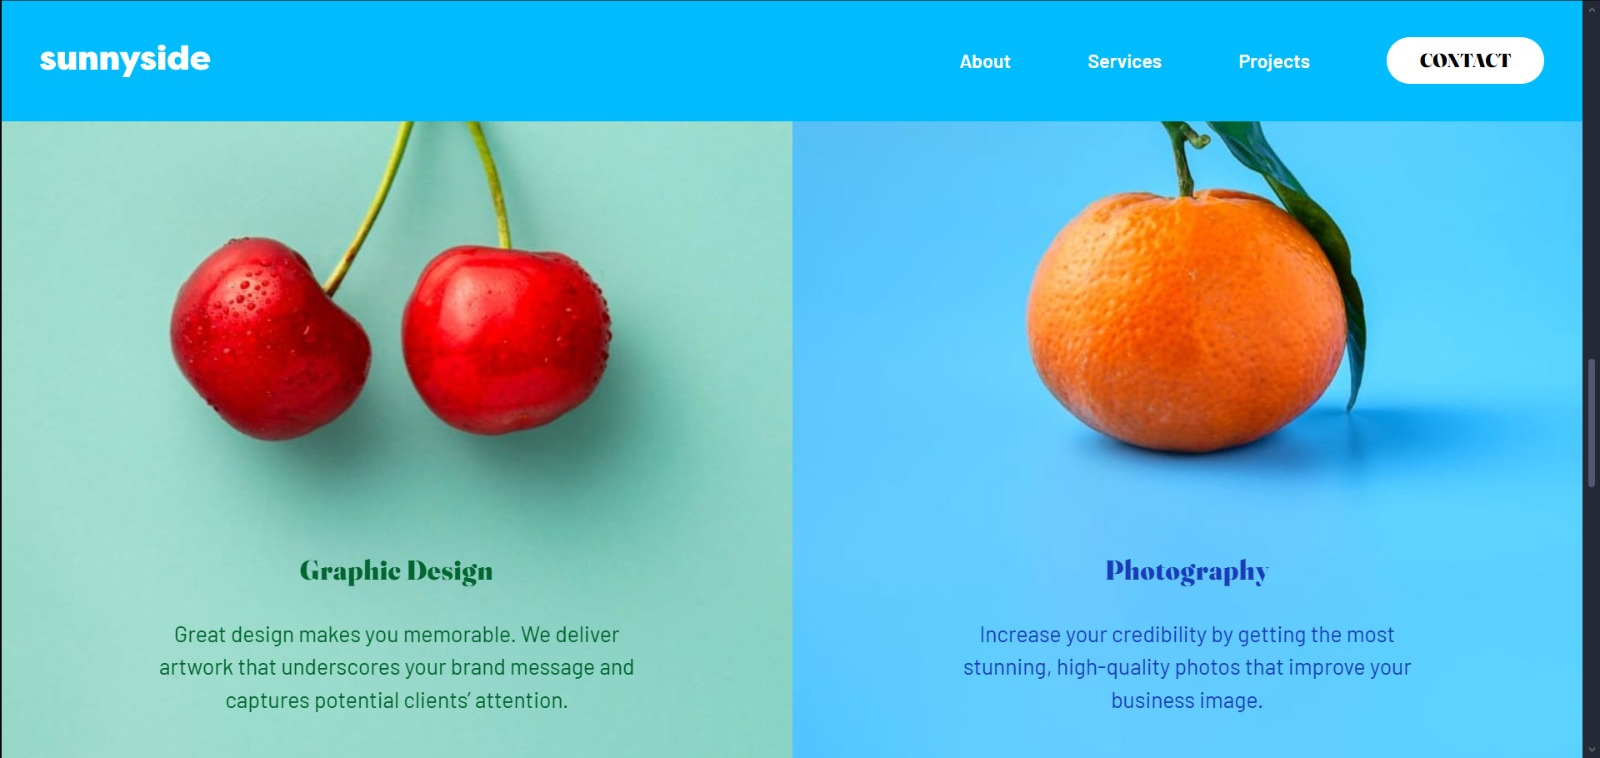 sunnyside
About Services Projects CONTACT
Graphic Design
Great design makes you memorable. We deliver
artwork that underscores your brand message and
captures potential clients’ attention.
Photography
Increase your credibility by getting the most
stunning, high-quality photos that improve your
business image.